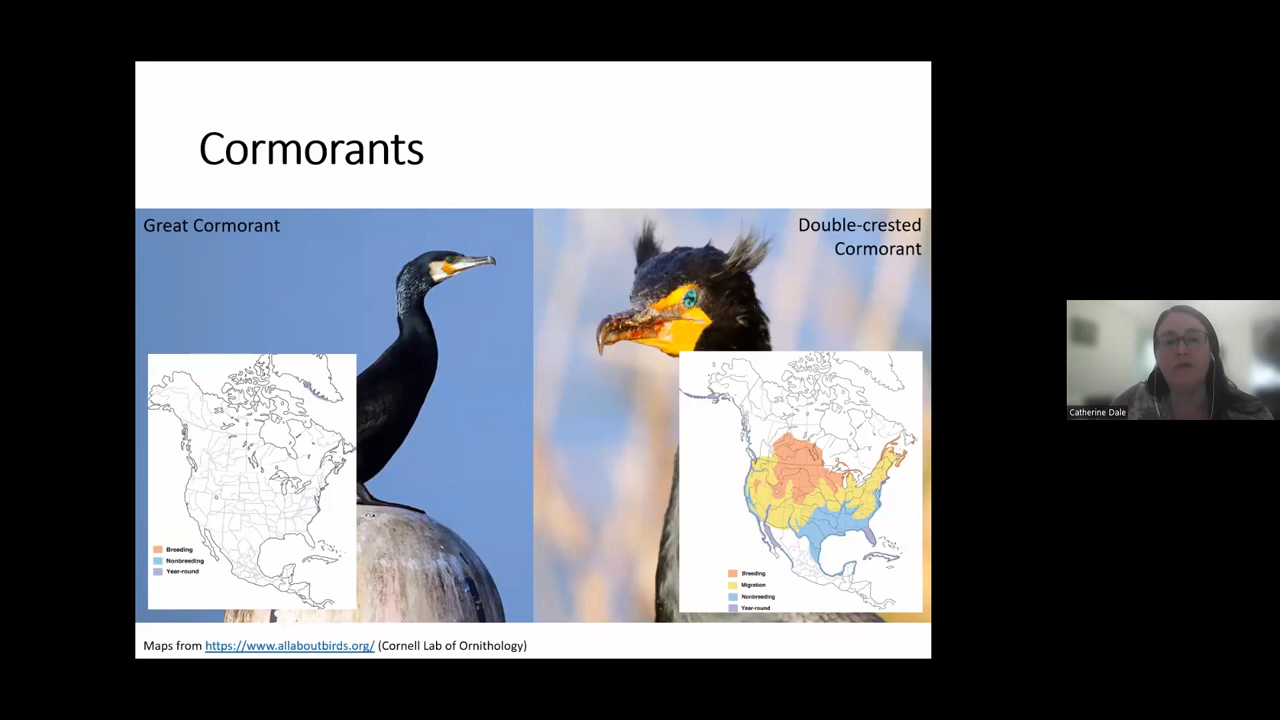 Cormorants
Great Cormorant
Double-crested
Cormorant
Breeding
Nonbreeding
Year-round
Breeding
Migration
Nonbreeding
Year-round
Maps from https://www.allaboutbirds.org/ (Cornell Lab of Ornithology)
Catherine Dale